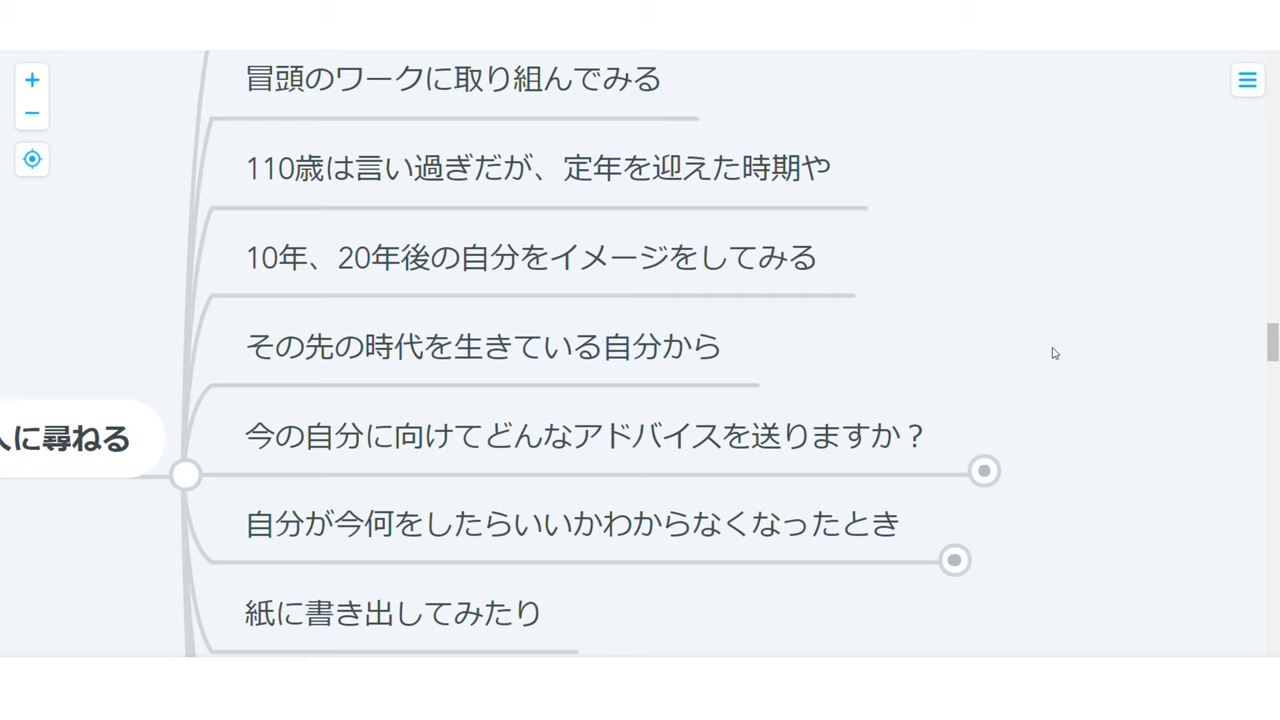 冒頭のワークに取り組んでみる
110歳は言い過ぎだが、定年を迎えた時期や
10年、20年後の自分をイメージをしてみる
その先の時代を生きている自分から
に尋ねる
今の自分に向けてどんなアドバイスを送りますか？
自分が今何をしたらいいかわからなくなったとき
紙に書き出してみたり